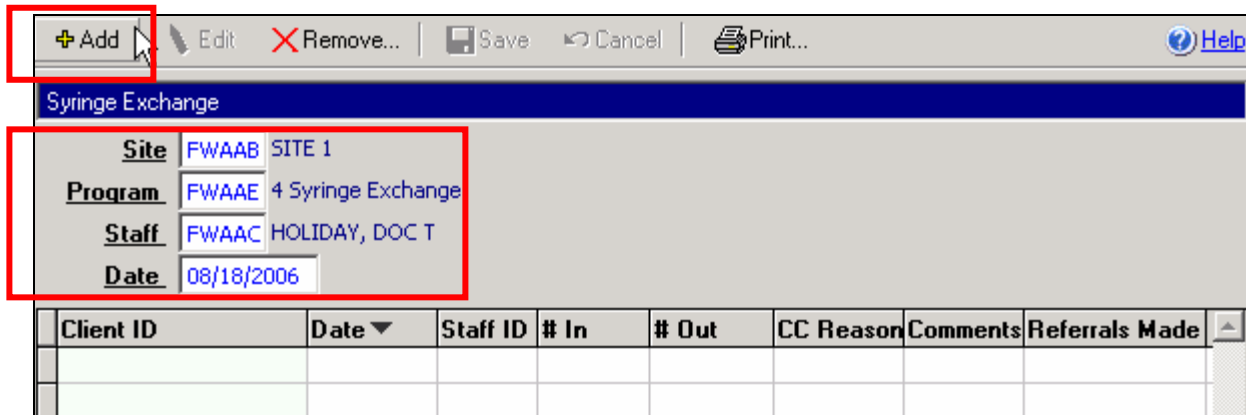 Add Edit Remove... Save Cancel Print... Help
Syringe Exchange
Site FWAAB SITE 1
Program FWAAE 4 Syringe Exchange
Staff FWAAC HOLIDAY, DOC T
Date 08/18/2006
Client ID Date Staff ID # In # Out CC Reason Comments Referrals Made